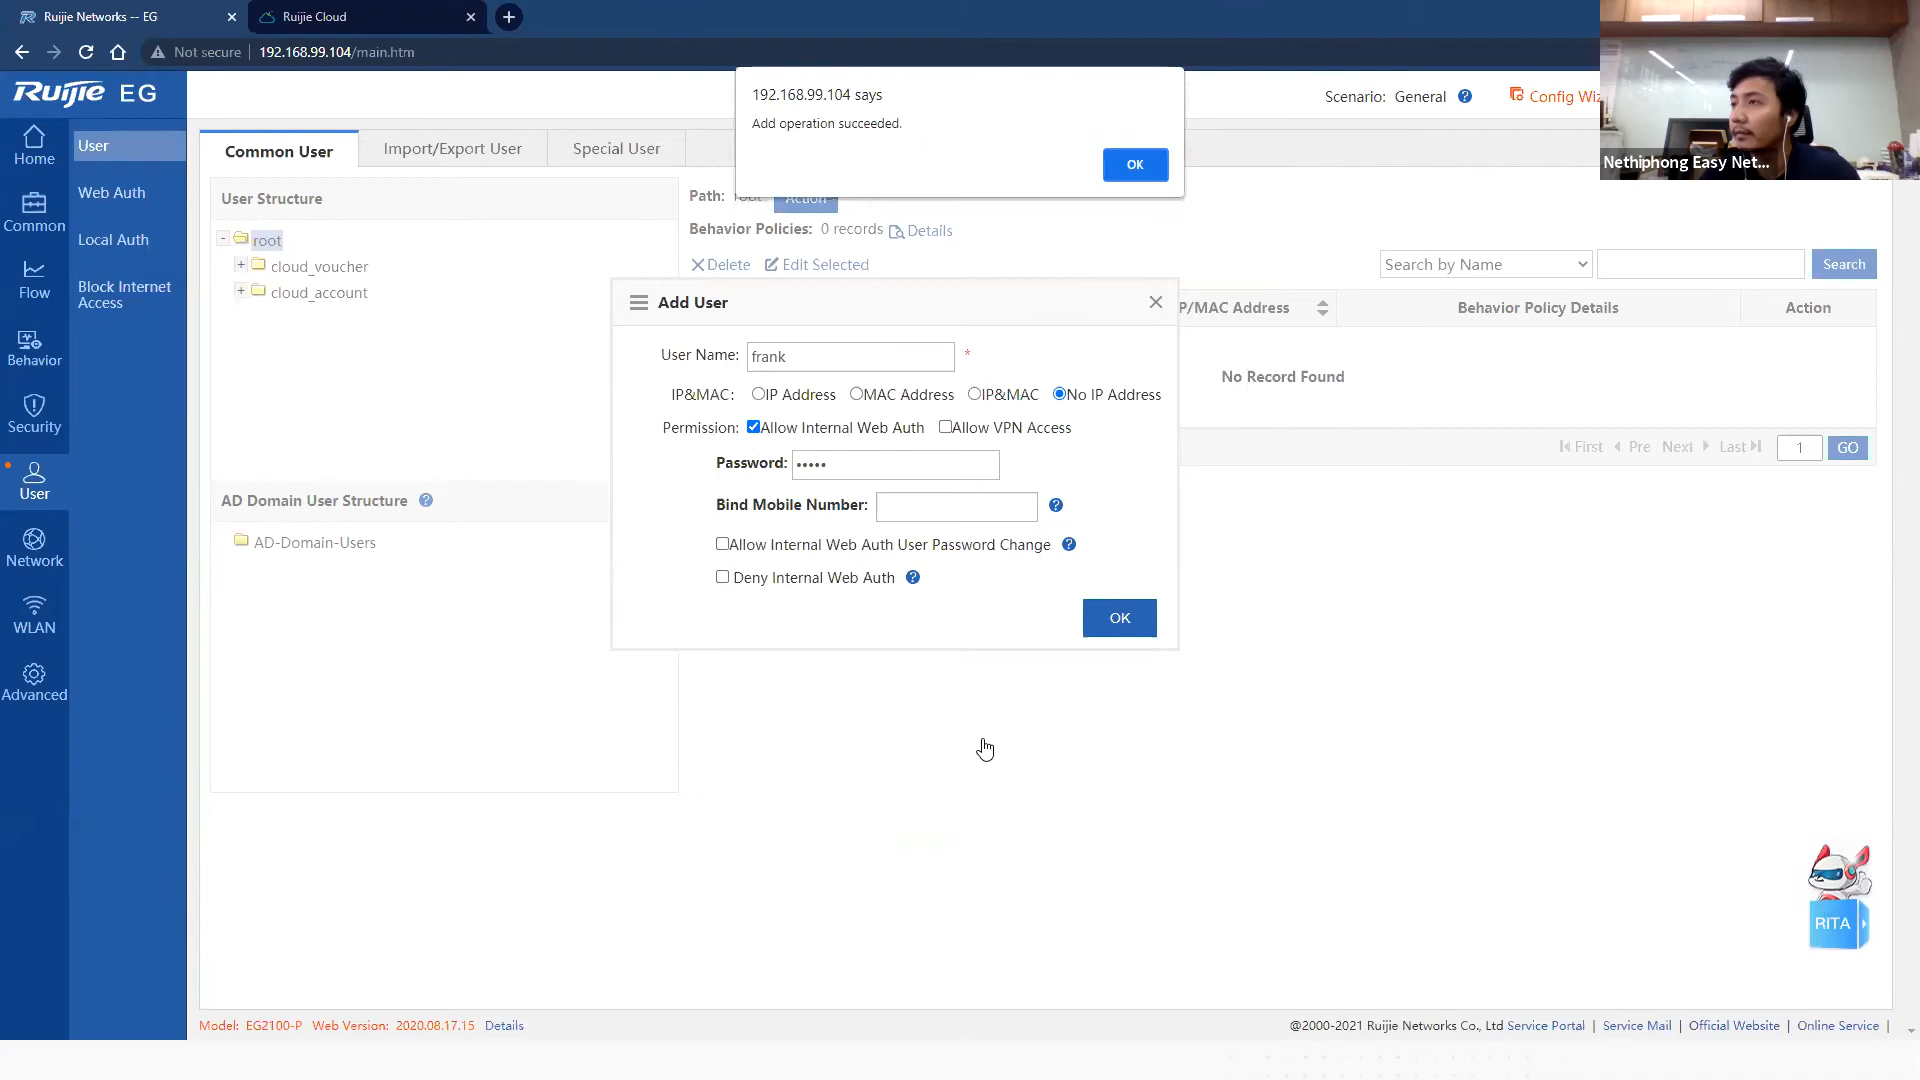 Ruijie Networks -- EG
Ruijie Cloud
Not secure
192.168.99.104/main.htm
Ruijie EG
192.168.99.104 says
Add operation succeeded.
OK
Scenario: General
Config Wiz
Nethiphong Easy Net...
Home
Common
Flow
Behavior
Security
User
Network
WLAN
Advanced
User
Web Auth
Local Auth
Block Internet
Access
Common User
Import/Export User
Special User
User Structure
root
cloud_voucher
cloud_account
AD Domain User Structure
AD-Domain-Users
Path: root Action
Behavior Policies: 0 records Details
Delete Edit Selected
Search by Name
Search
P/MAC Address
Behavior Policy Details
Action
No Record Found
First Pre Next Last 1 GO
Add User
User Name: frank *
IP&MAC: IP Address MAC Address IP&MAC No IP Address
Permission: Allow Internal Web Auth Allow VPN Access
Password: •••••
Bind Mobile Number:
Allow Internal Web Auth User Password Change
Deny Internal Web Auth
OK
RITA
Model: EG2100-P Web Version: 2020.08.17.15 Details
@2000-2021 Ruijie Networks Co., Ltd Service Portal | Service Mail | Official Website | Online Service |